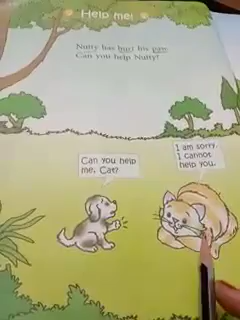 Help me!
Nutty has hurt his paw.
Can you help Nutty?
Can you help
me, Cat?
I am sorry.
I cannot
help you.